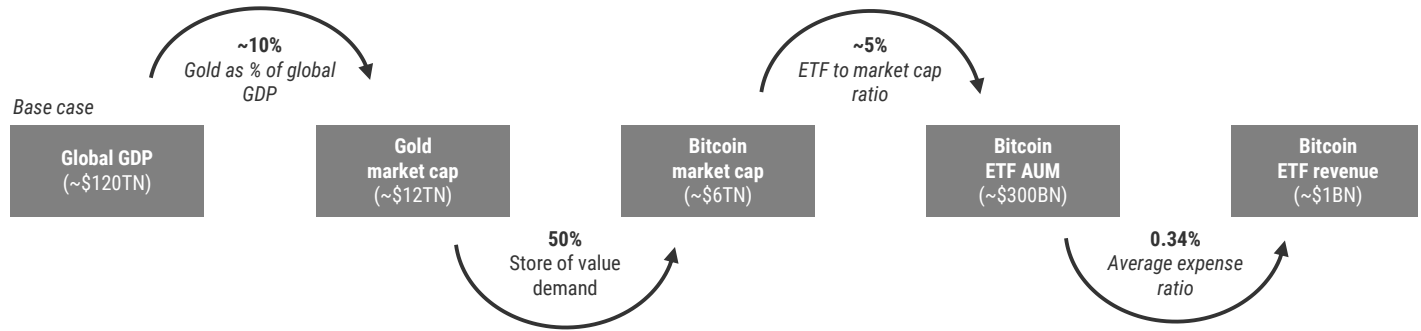 ~10%
Gold as % of global
GDP
~5%
ETF to market cap
ratio
Base case
Global GDP
(~$120TN)
Gold
market cap
(~$12TN)
Bitcoin
market cap
(~$6TN)
Bitcoin
ETF AUM
(~$300BN)
Bitcoin
ETF revenue
(~$1BN)
50%
Store of value
demand
0.34%
Average expense
ratio